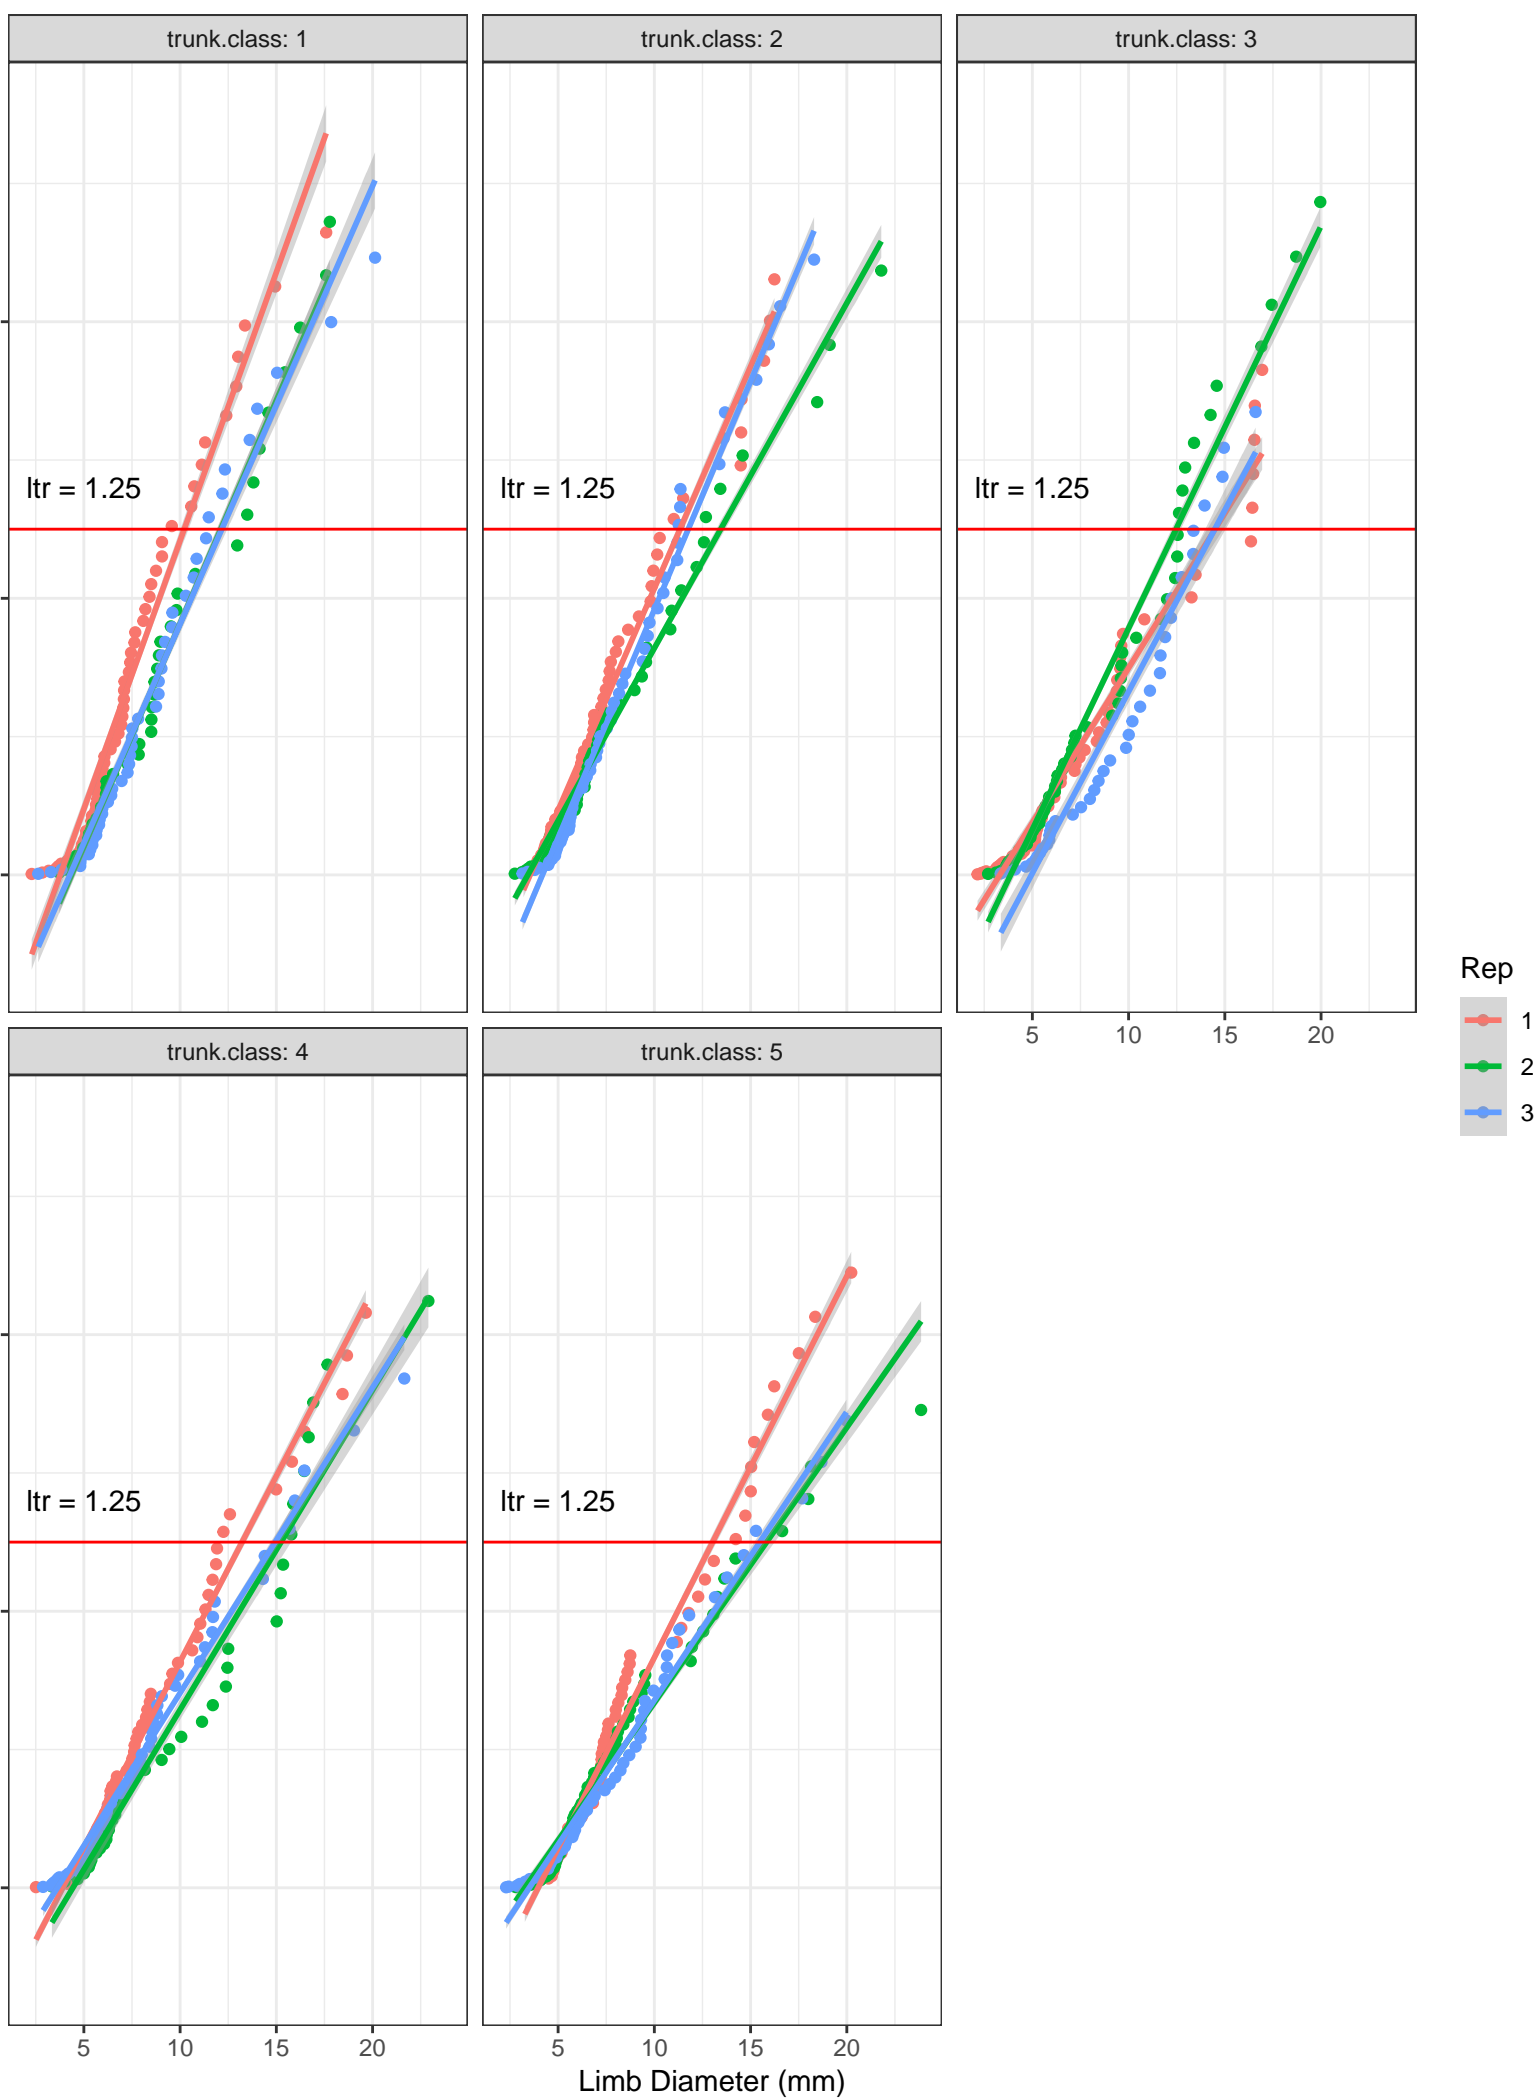 trunk.class: 1
trunk.class: 2
trunk.class: 3
ltr = 1.25
ltr = 1.25
ltr = 1.25
5 10 15 20
Rep
1
2
3
trunk.class: 4
trunk.class: 5
ltr = 1.25
ltr = 1.25
5 10 15 20
5 10 15 20
Limb Diameter (mm)